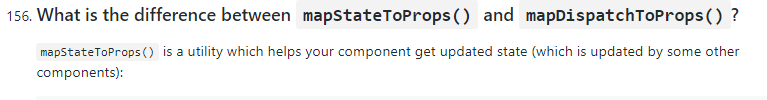 156. What is the difference between mapStateToProps() and mapDispatchToProps() ?
mapStateToProps() is a utility which helps your component get updated state (which is updated by some other
components):